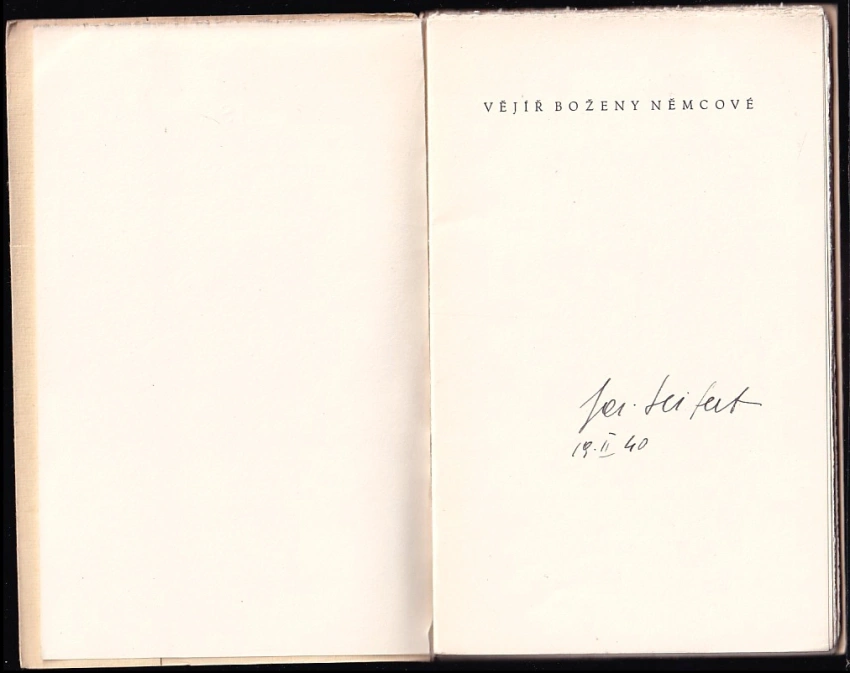 VĚJÍŘ BOŽENY NĚMCOVÉ
Jar. Seifert
19. II 40